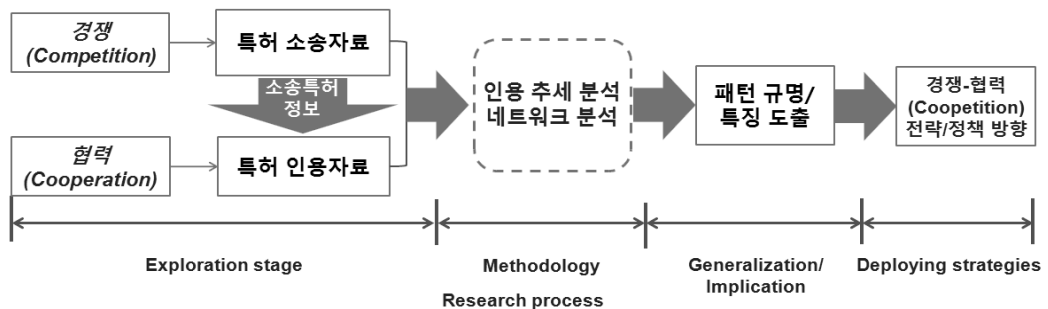 경쟁
(Competition)
특허 소송자료
소송특허
정보
협력
(Cooperation)
특허 인용자료
인용 추세 분석
네트워크 분석
패턴 규명/
특징 도출
경쟁-협력
(Coopetition)
전략/정책 방향
Exploration stage
Methodology
Generalization/
Implication
Deploying strategies
Research process